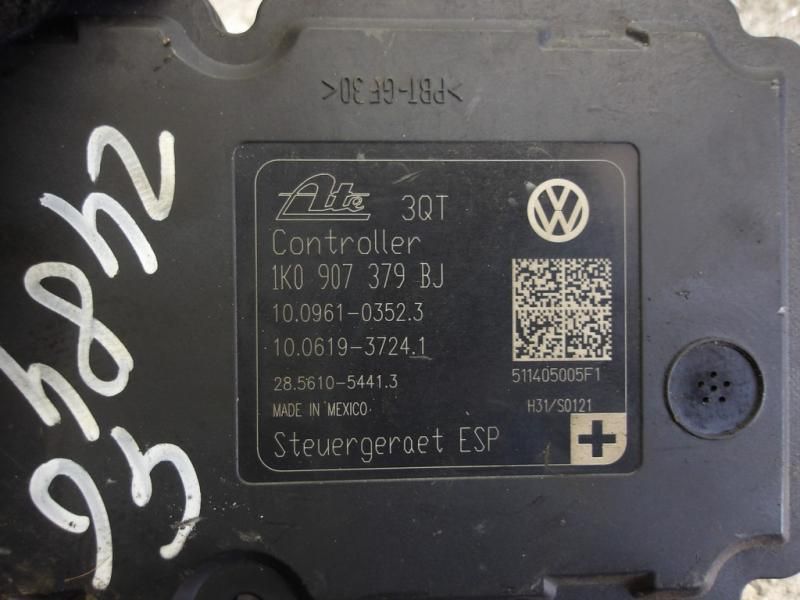 >PBT-GF30<
Ate 3QT
Controller
1K0 907 379 BJ
10.0961-0352.3
10.0619-3724.1
28.5610-5441.3
MADE IN MEXICO
Steuergeraet ESP
VW
511405005F1
H31/S0121